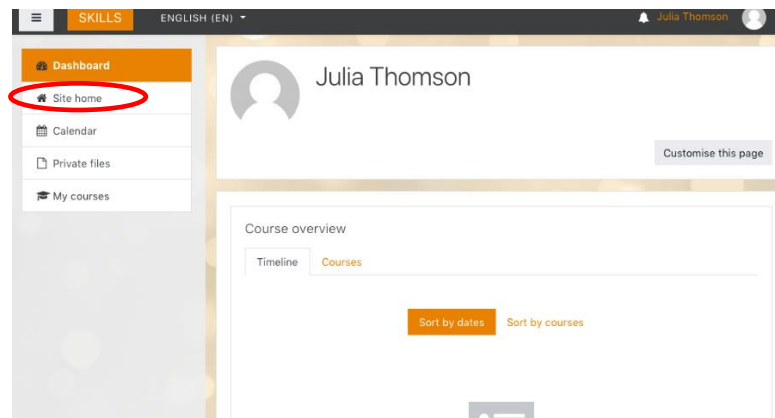 SKILLS ENGLISH (EN) Julia Thomson
Dashboard
Site home
Calendar
Private files
My courses
Julia Thomson
Customise this page
Course overview
Timeline Courses
Sort by dates Sort by courses